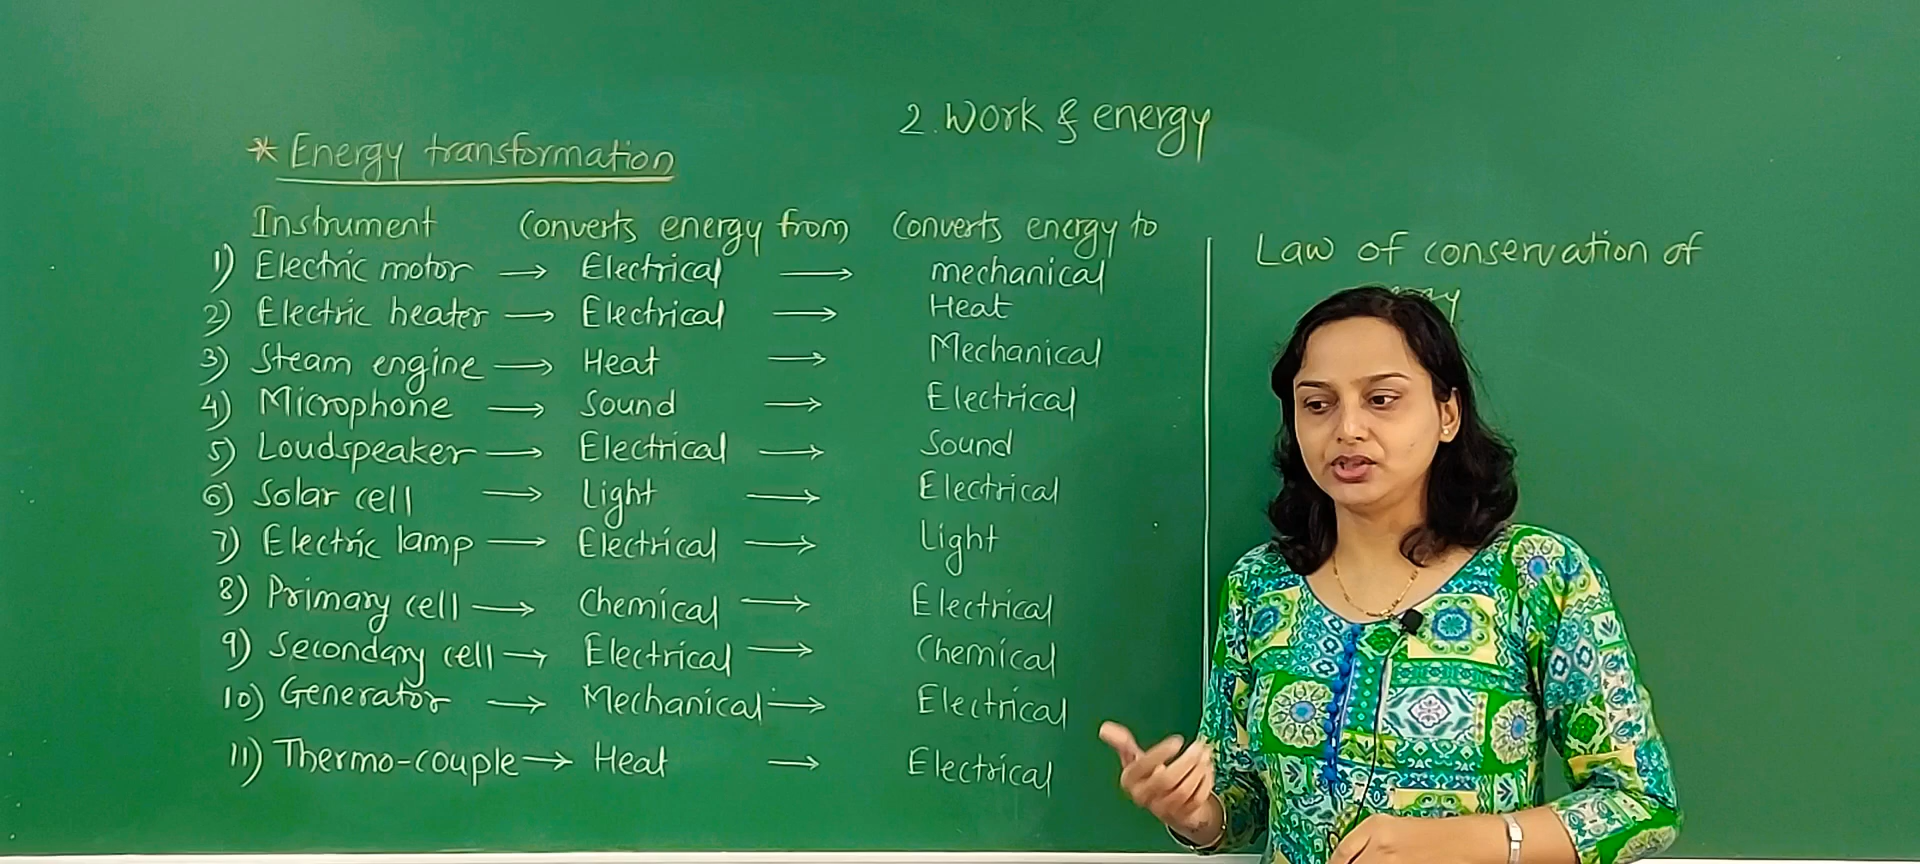 2. Work & energy
* Energy transformation
Instrument Converts energy from Converts energy to
1) Electric motor → Electrical → mechanical
2) Electric heater → Electrical → Heat
3) Steam engine → Heat → Mechanical
4) Microphone → Sound → Electrical
5) Loudspeaker → Electrical → Sound
6) Solar cell → Light → Electrical
7) Electric lamp → Electrical → Light
8) Primary cell → Chemical → Electrical
9) Secondary cell → Electrical → Chemical
10) Generator → Mechanical → Electrical
11) Thermo-couple → Heat → Electrical
Law of conservation of